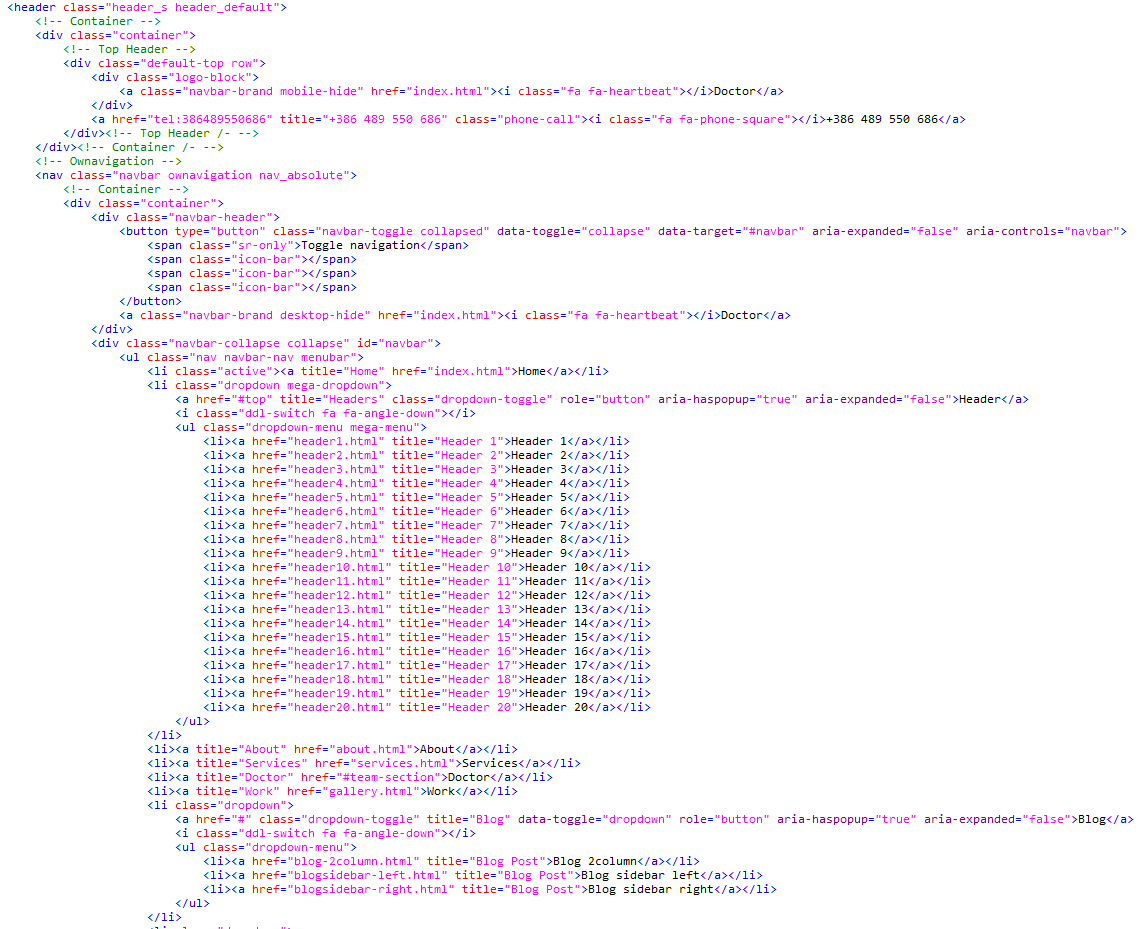 <header class="header_s header_default">
    <!-- Container -->
    <div class="container">
        <!-- Top Header -->
        <div class="default-top row">
            <div class="logo-block">
                <a class="navbar-brand mobile-hide" href="index.html"><i class="fa fa-heartbeat"></i>Doctor</a>
            </div>
            <a href="tel:386489550686" title="+386 489 550 686" class="phone-call"><i class="fa fa-phone-square"></i>+386 489 550 686</a>
        </div><!-- Top Header /- -->
    </div><!-- Container /- -->
    <!-- Ownavigation -->
    <nav class="navbar ownavigation nav_absolute">
        <!-- Container -->
        <div class="container">
            <div class="navbar-header">
                <button type="button" class="navbar-toggle collapsed" data-toggle="collapse" data-target="#navbar" aria-expanded="false" aria-controls="navbar">
                    <span class="sr-only">Toggle navigation</span>
                    <span class="icon-bar"></span>
                    <span class="icon-bar"></span>
                    <span class="icon-bar"></span>
                </button>
                <a class="navbar-brand desktop-hide" href="index.html"><i class="fa fa-heartbeat"></i>Doctor</a>
            </div>
            <div class="navbar-collapse collapse" id="navbar">
                <ul class="nav navbar-nav menubar">
                    <li class="active"><a title="Home" href="index.html">Home</a></li>
                    <li class="dropdown mega-dropdown">
                        <a href="#top" title="Headers" class="dropdown-toggle" role="button" aria-haspopup="true" aria-expanded="false">Header</a>
                        <i class="ddl-switch fa fa-angle-down"></i>
                        <ul class="dropdown-menu mega-menu">
                            <li><a href="header1.html" title="Header 1">Header 1</a></li>
                            <li><a href="header2.html" title="Header 2">Header 2</a></li>
                            <li><a href="header3.html" title="Header 3">Header 3</a></li>
                            <li><a href="header4.html" title="Header 4">Header 4</a></li>
                            <li><a href="header5.html" title="Header 5">Header 5</a></li>
                            <li><a href="header6.html" title="Header 6">Header 6</a></li>
                            <li><a href="header7.html" title="Header 7">Header 7</a></li>
                            <li><a href="header8.html" title="Header 8">Header 8</a></li>
                            <li><a href="header9.html" title="Header 9">Header 9</a></li>
                            <li><a href="header10.html" title="Header 10">Header 10</a></li>
                            <li><a href="header11.html" title="Header 11">Header 11</a></li>
                            <li><a href="header12.html" title="Header 12">Header 12</a></li>
                            <li><a href="header13.html" title="Header 13">Header 13</a></li>
                            <li><a href="header14.html" title="Header 14">Header 14</a></li>
                            <li><a href="header15.html" title="Header 15">Header 15</a></li>
                            <li><a href="header16.html" title="Header 16">Header 16</a></li>
                            <li><a href="header17.html" title="Header 17">Header 17</a></li>
                            <li><a href="header18.html" title="Header 18">Header 18</a></li>
                            <li><a href="header19.html" title="Header 19">Header 19</a></li>
                            <li><a href="header20.html" title="Header 20">Header 20</a></li>
                        </ul>
                    </li>
                    <li><a title="About" href="about.html">About</a></li>
                    <li><a title="Services" href="services.html">Services</a></li>
                    <li><a title="Doctor" href="#team-section">Doctor</a></li>
                    <li><a title="Work" href="gallery.html">Work</a></li>
                    <li class="dropdown">
                        <a href="#" class="dropdown-toggle" title="Blog" data-toggle="dropdown" role="button" aria-haspopup="true" aria-expanded="false">Blog</a>
                        <i class="ddl-switch fa fa-angle-down"></i>
                        <ul class="dropdown-menu">
                            <li><a href="blog-2column.html" title="Blog Post">Blog 2column</a></li>
                            <li><a href="blogsidebar-left.html" title="Blog Post">Blog sidebar left</a></li>
                            <li><a href="blogsidebar-right.html" title="Blog Post">Blog sidebar right</a></li>
                        </ul>
                    </li>